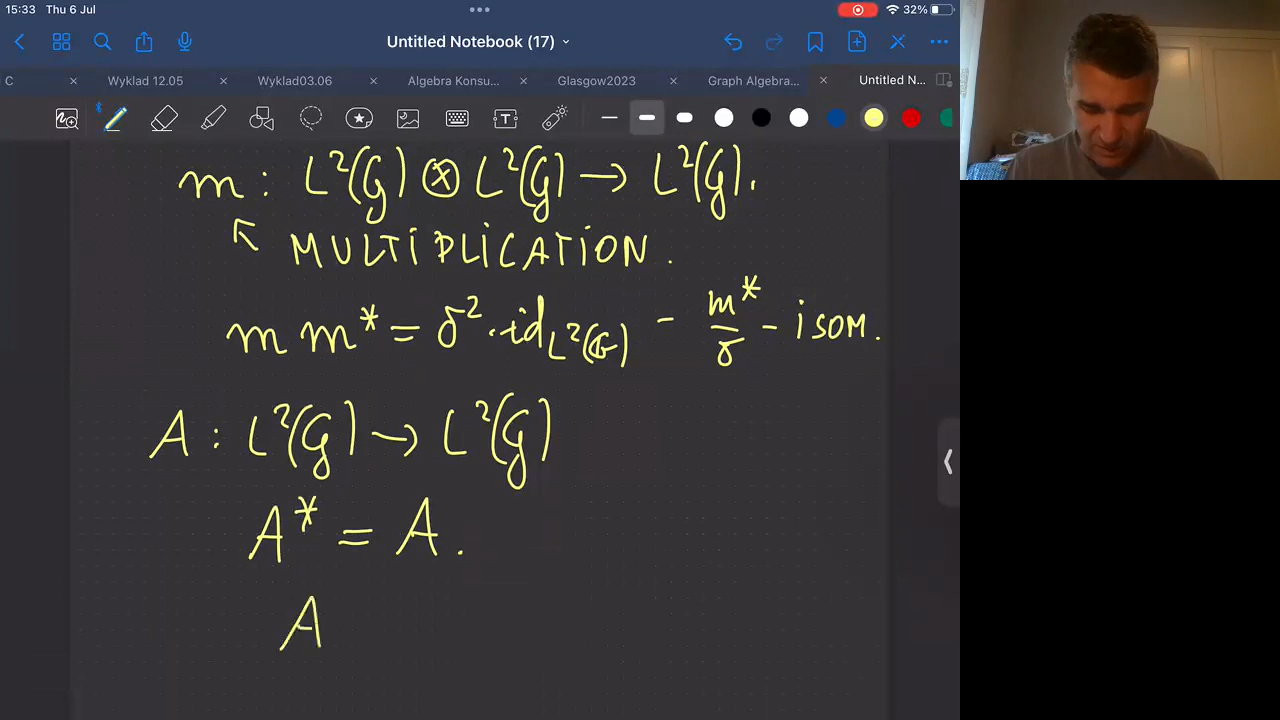 15:33 Thu 6 Jul
32%
Untitled Notebook (17)
C
Wyklad 12.05
Wyklad03.06
Algebra Konsu...
Glasgow2023
Graph Algebra...
Untitled N...
m : L²(G) ⊗ L²(G) → L²(G).
MULTIPLICATION.
m m* = δ² · id_{L²(G)} - m*/δ - isom.
A : L²(G) → L²(G)
A* = A.
A